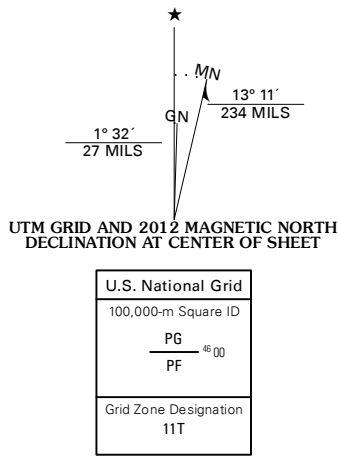 MN
GN
13° 11´
234 MILS
1° 32´
27 MILS
UTM GRID AND 2012 MAGNETIC NORTH
DECLINATION AT CENTER OF SHEET
U.S. National Grid
100,000-m Square ID
PG
46 00
PF
Grid Zone Designation
11T